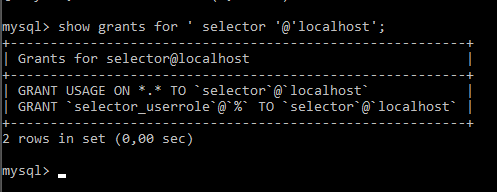 mysql> show grants for ' selector '@'localhost';
+---------------------------------------------------------+
| Grants for selector@localhost                           |
+---------------------------------------------------------+
| GRANT USAGE ON *.* TO `selector`@`localhost`            |
| GRANT `selector_userrole`@`%` TO `selector`@`localhost` |
+---------------------------------------------------------+
2 rows in set (0,00 sec)
mysql> _